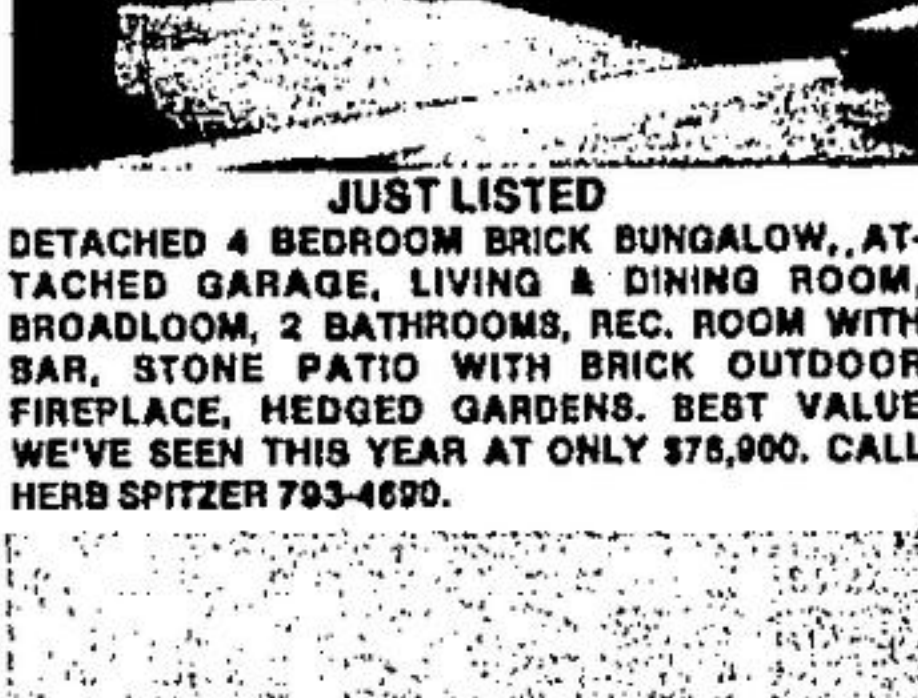 JUST LISTED
DETACHED 4 BEDROOM BRICK BUNGALOW,,AT-
TACHED GARAGE, LIVING & DINING ROOM,
BROADLOOM, 2 BATHROOMS, REC. ROOM WITH
BAR, STONE PATIO WITH BRICK OUTDOOR
FIREPLACE, HEDGED GARDENS. BEST VALUE
WE'VE SEEN THIS YEAR AT ONLY CALL
HERB SPITZER 793-4690.